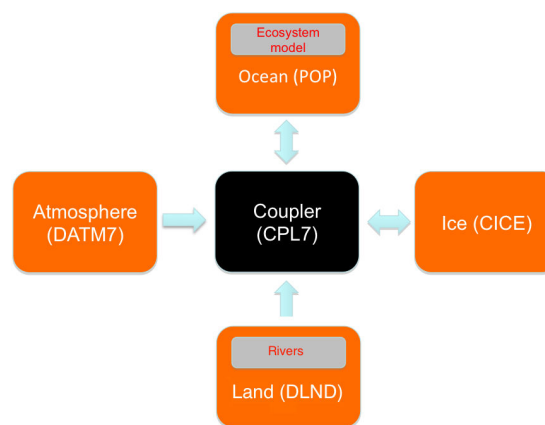 Ecosystem
model
Ocean (POP)
Atmosphere
(DATM7)
Coupler
(CPL7)
Ice (CICE)
Rivers
Land (DLND)